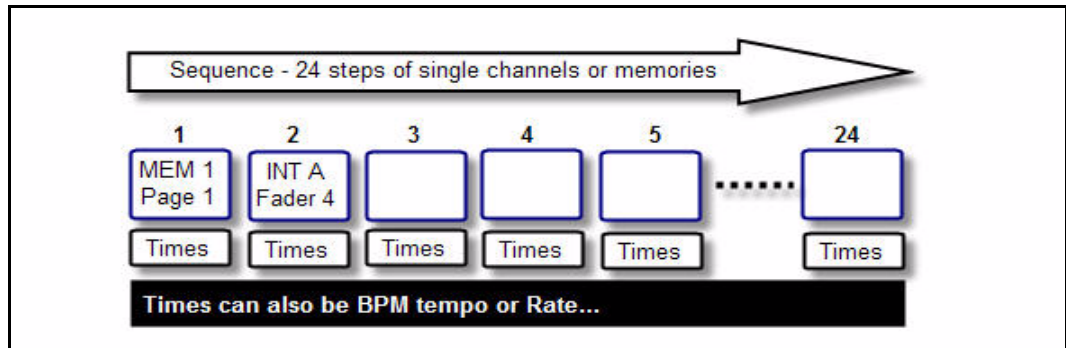 Sequence - 24 steps of single channels or memories
1 2 3 4 5 24
MEM 1 INT A
Page 1 Fader 4
Times Times Times Times Times Times
Times can also be BPM tempo or Rate...